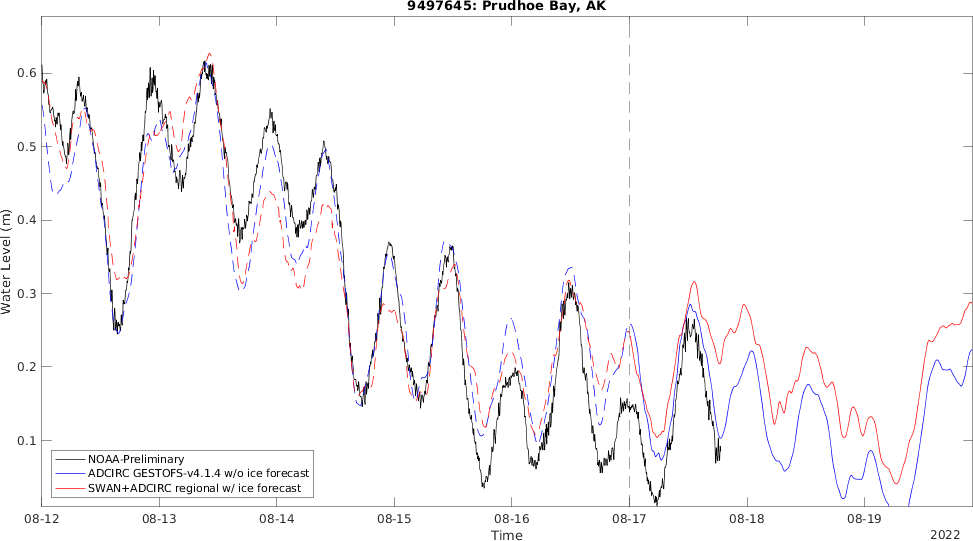 9497645: Prudhoe Bay, AK
Water Level (m)
0.6
0.5
0.4
0.3
0.2
0.1
NOAA-Preliminary
ADCIRC GESTOFS-v4.1.4 w/o ice forecast
SWAN+ADCIRC regional w/ ice forecast
08-12 08-13 08-14 08-15 08-16 08-17 08-18 08-19
Time
2022